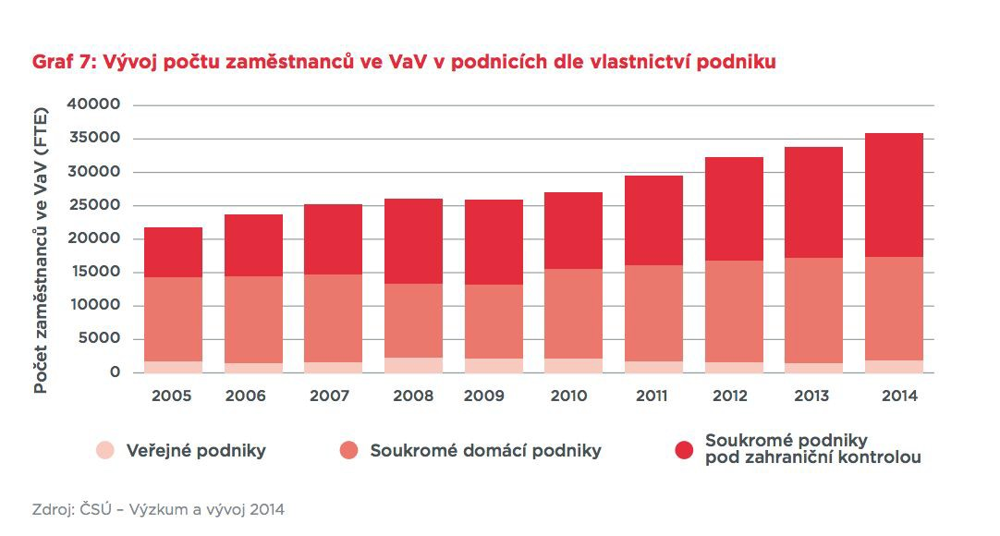 Graf 7: Vývoj počtu zaměstnanců ve VaV v podnicích dle vlastnictví podniku
Počet zaměstnanců ve VaV (FTE)
40000
35000
30000
25000
20000
15000
10000
5000
0
2005 2006 2007 2008 2009 2010 2011 2012 2013 2014
Veřejné podniky
Soukromé domácí podniky
Soukromé podniky
pod zahraniční kontrolou
Zdroj: ČSÚ – Výzkum a vývoj 2014